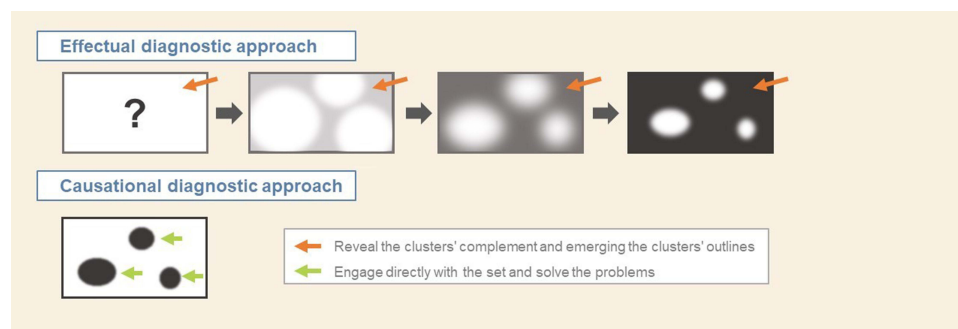 Effectual diagnostic approach
?
Causational diagnostic approach
Reveal the clusters' complement and emerging the clusters' outlines
Engage directly with the set and solve the problems